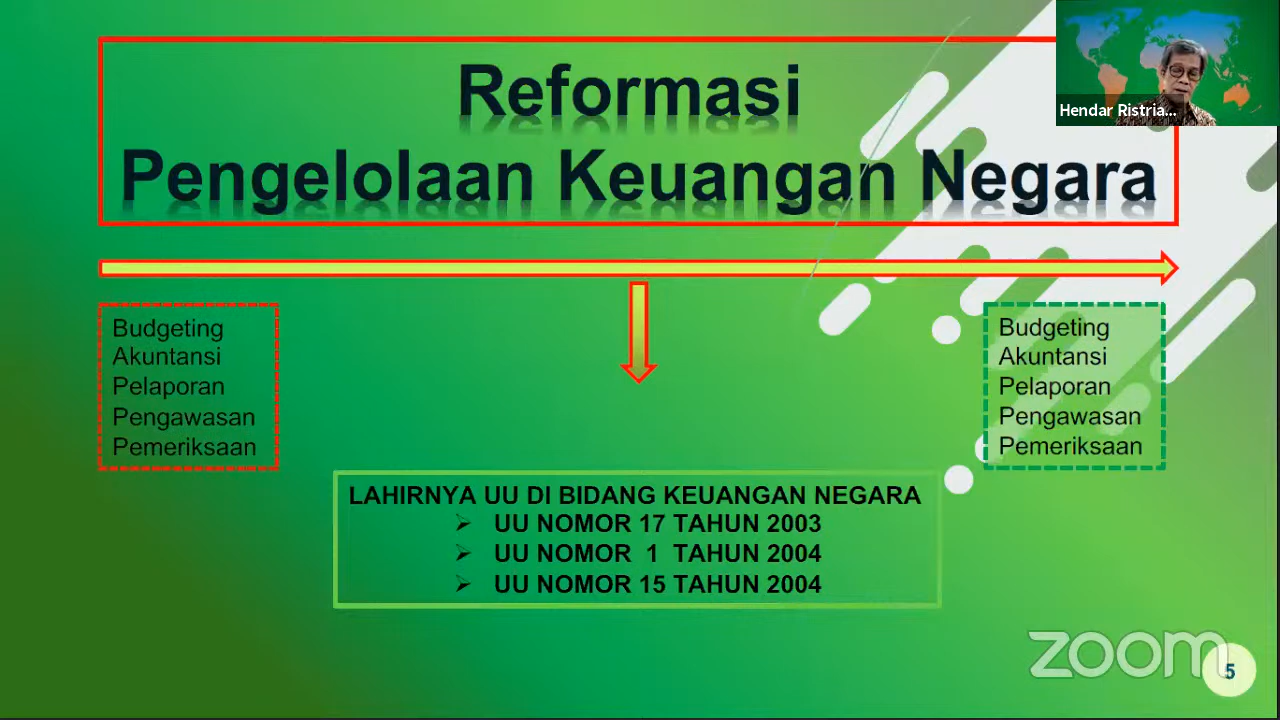 Reformasi
Pengelolaan Keuangan Negara
Hendar Ristria...
Budgeting
Akuntansi
Pelaporan
Pengawasan
Pemeriksaan
Budgeting
Akuntansi
Pelaporan
Pengawasan
Pemeriksaan
LAHIRNYA UU DI BIDANG KEUANGAN NEGARA
➢ UU NOMOR 17 TAHUN 2003
➢ UU NOMOR 1 TAHUN 2004
➢ UU NOMOR 15 TAHUN 2004
zoom
5